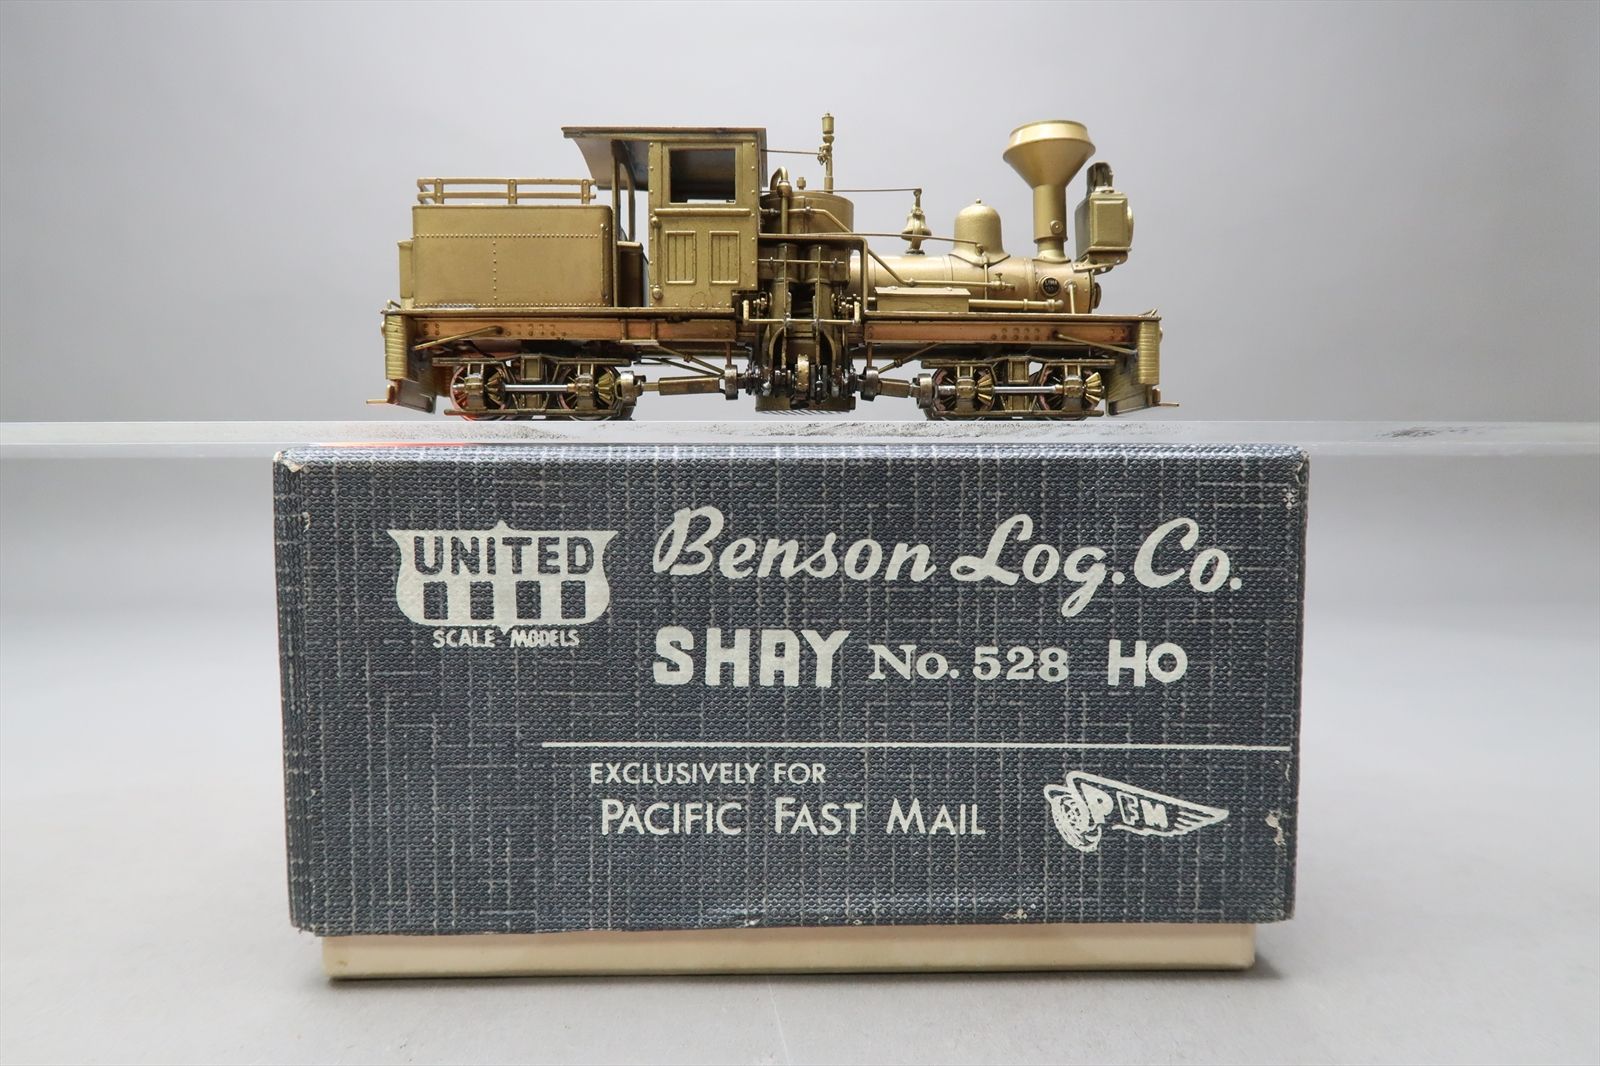 UNITED
SCALE MODELS
Benson Log. Co.
SHAY No. 528 HO
EXCLUSIVELY FOR
PACIFIC FAST MAIL
PFM